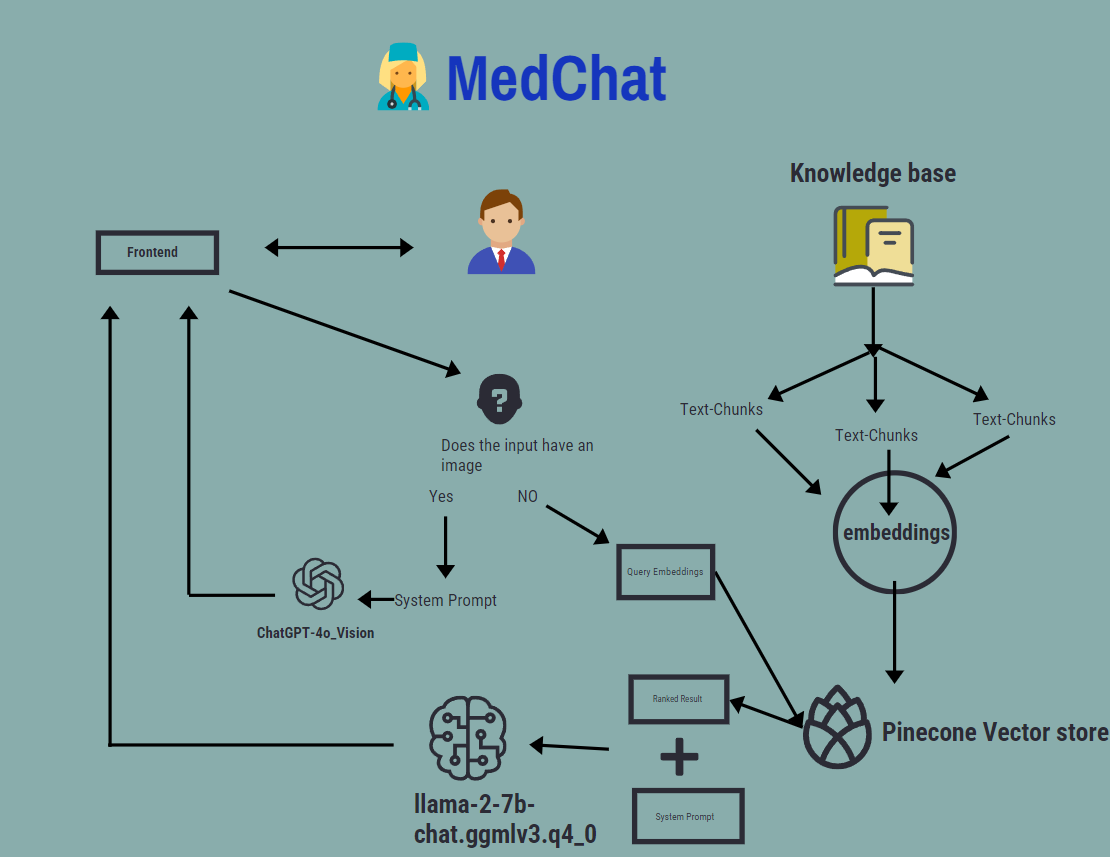 MedChat
Knowledge base
Frontend
Text-Chunks
Text-Chunks
Text-Chunks
Does the input have an
image
Yes
NO
embeddings
Query Embeddings
System Prompt
ChatGPT-4o_Vision
Ranked Result
Pinecone Vector store
llama-2-7b-
chat.ggmlv3.q4_0
System Prompt